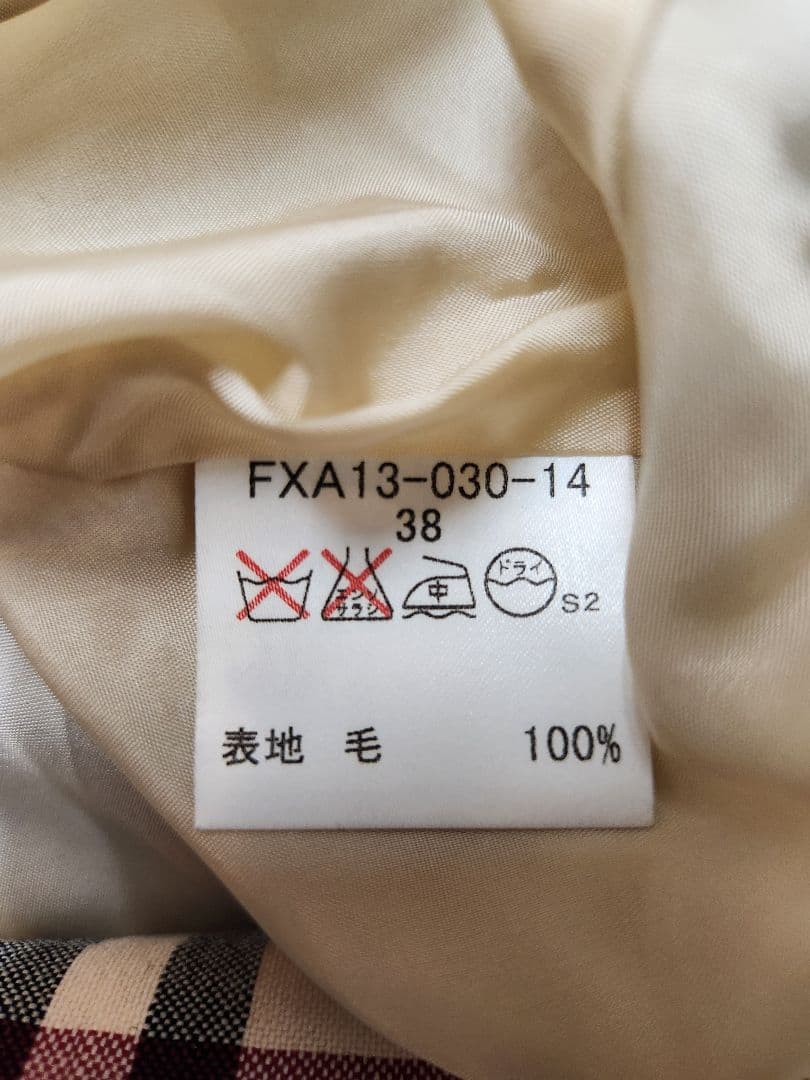 FXA13-030-14
38
エンソ
サラシ
中
ドライ
S2
表地 毛 100%